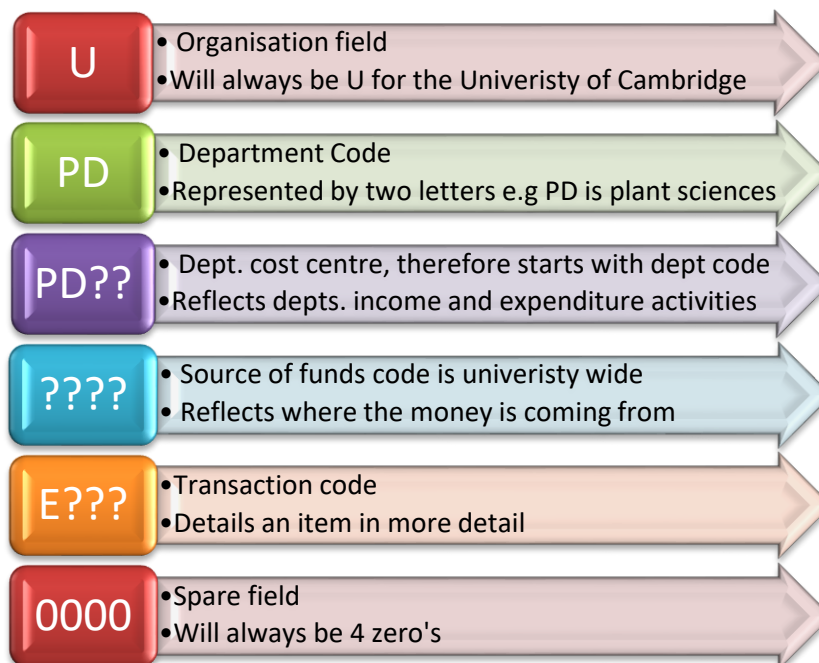 U
• Organisation field
• Will always be U for the Univeristy of Cambridge
PD
• Department Code
• Represented by two letters e.g PD is plant sciences
PD??
• Dept. cost centre, therefore starts with dept code
• Reflects depts. income and expenditure activities
????
• Source of funds code is univeristy wide
• Reflects where the money is coming from
E???
• Transaction code
• Details an item in more detail
0000
• Spare field
• Will always be 4 zero's